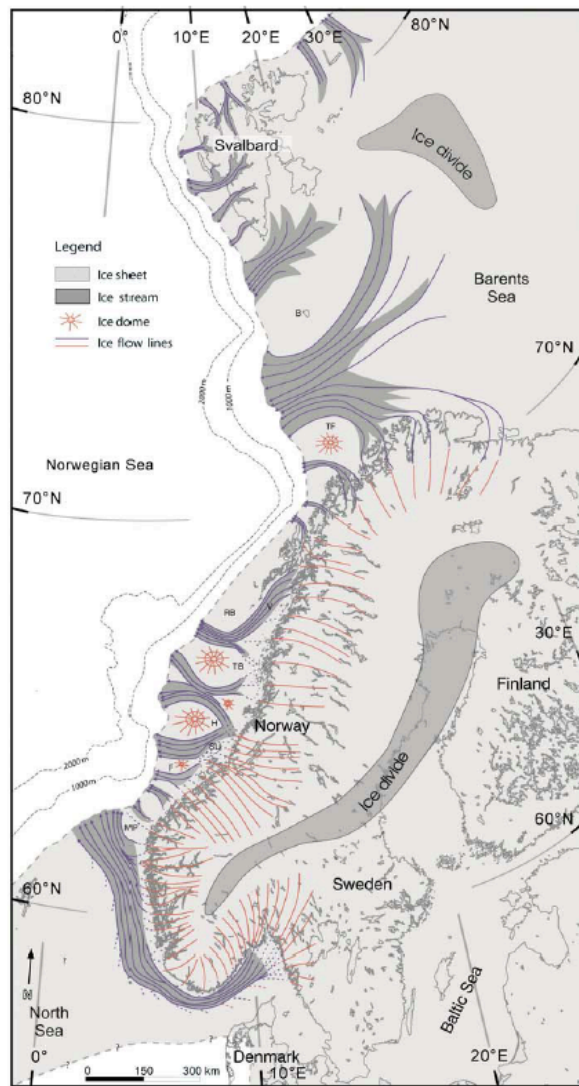 0°
10°E
20°E
30°E
80°N
80°N
Svalbard
Ice divide
Legend
Ice sheet
Ice stream
Ice dome
Ice flow lines
Barents
Sea
B
2000m
1000m
70°N
TF
Norwegian Sea
70°N
L
V
RB
TB
30°E
Finland
H
Norway
SU
F
2000m
1000m
Ice divide
MP
60°N
60°N
Sweden
Baltic Sea
North
Sea
0°
0
150
300 km
Denmark
10°E
20°E